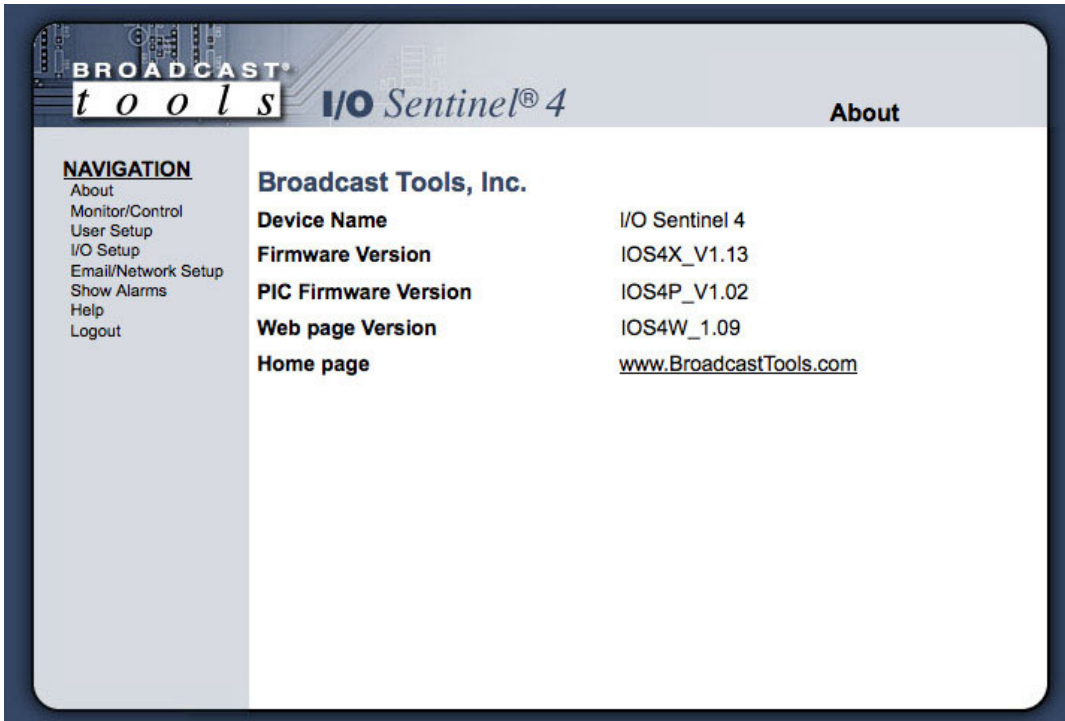 BROADCAST®
tools
I/O Sentinel® 4
About
NAVIGATION
About
Monitor/Control
User Setup
I/O Setup
Email/Network Setup
Show Alarms
Help
Logout
Broadcast Tools, Inc.
Device Name I/O Sentinel 4
Firmware Version IOS4X_V1.13
PIC Firmware Version IOS4P_V1.02
Web page Version IOS4W_1.09
Home page www.BroadcastTools.com